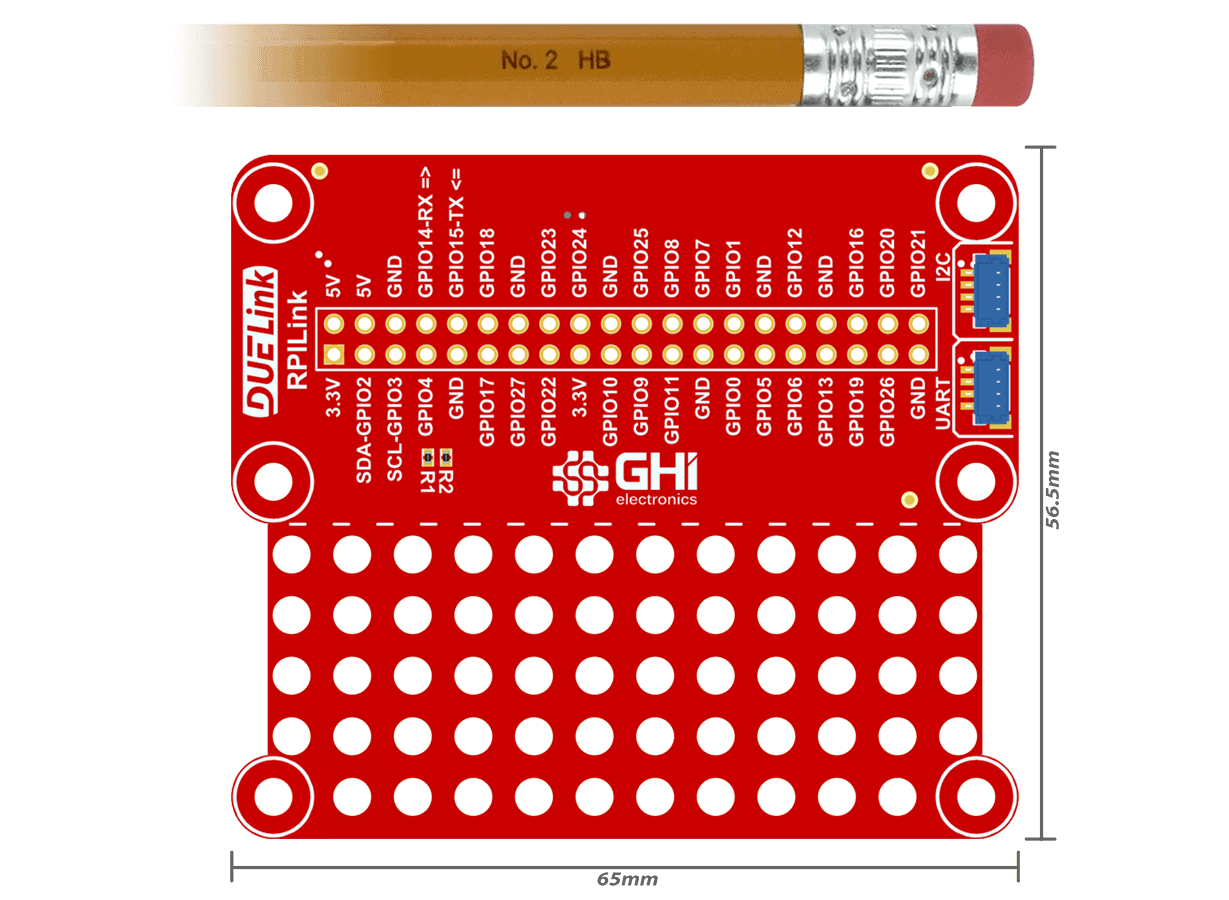 No. 2 HB
DUELink
RPILink
5V
5V
GND
GPIO14-RX =>
GPIO15-TX <=
GPIO18
GND
GPIO23
GPIO24
GND
GPIO25
GPIO8
GPIO7
GPIO1
GND
GPIO12
GND
GPIO16
GPIO20
GPIO21
I2C
3.3V
SDA-GPIO2
SCL-GPIO3
GPIO4
GND
GPIO17
GPIO27
GPIO22
3.3V
GPIO10
GPIO9
GPIO11
GND
GPIO0
GPIO5
GPIO6
GPIO13
GPIO19
GPIO26
GND
UART
R1
R2
GHI
electronics
56.5mm
65mm